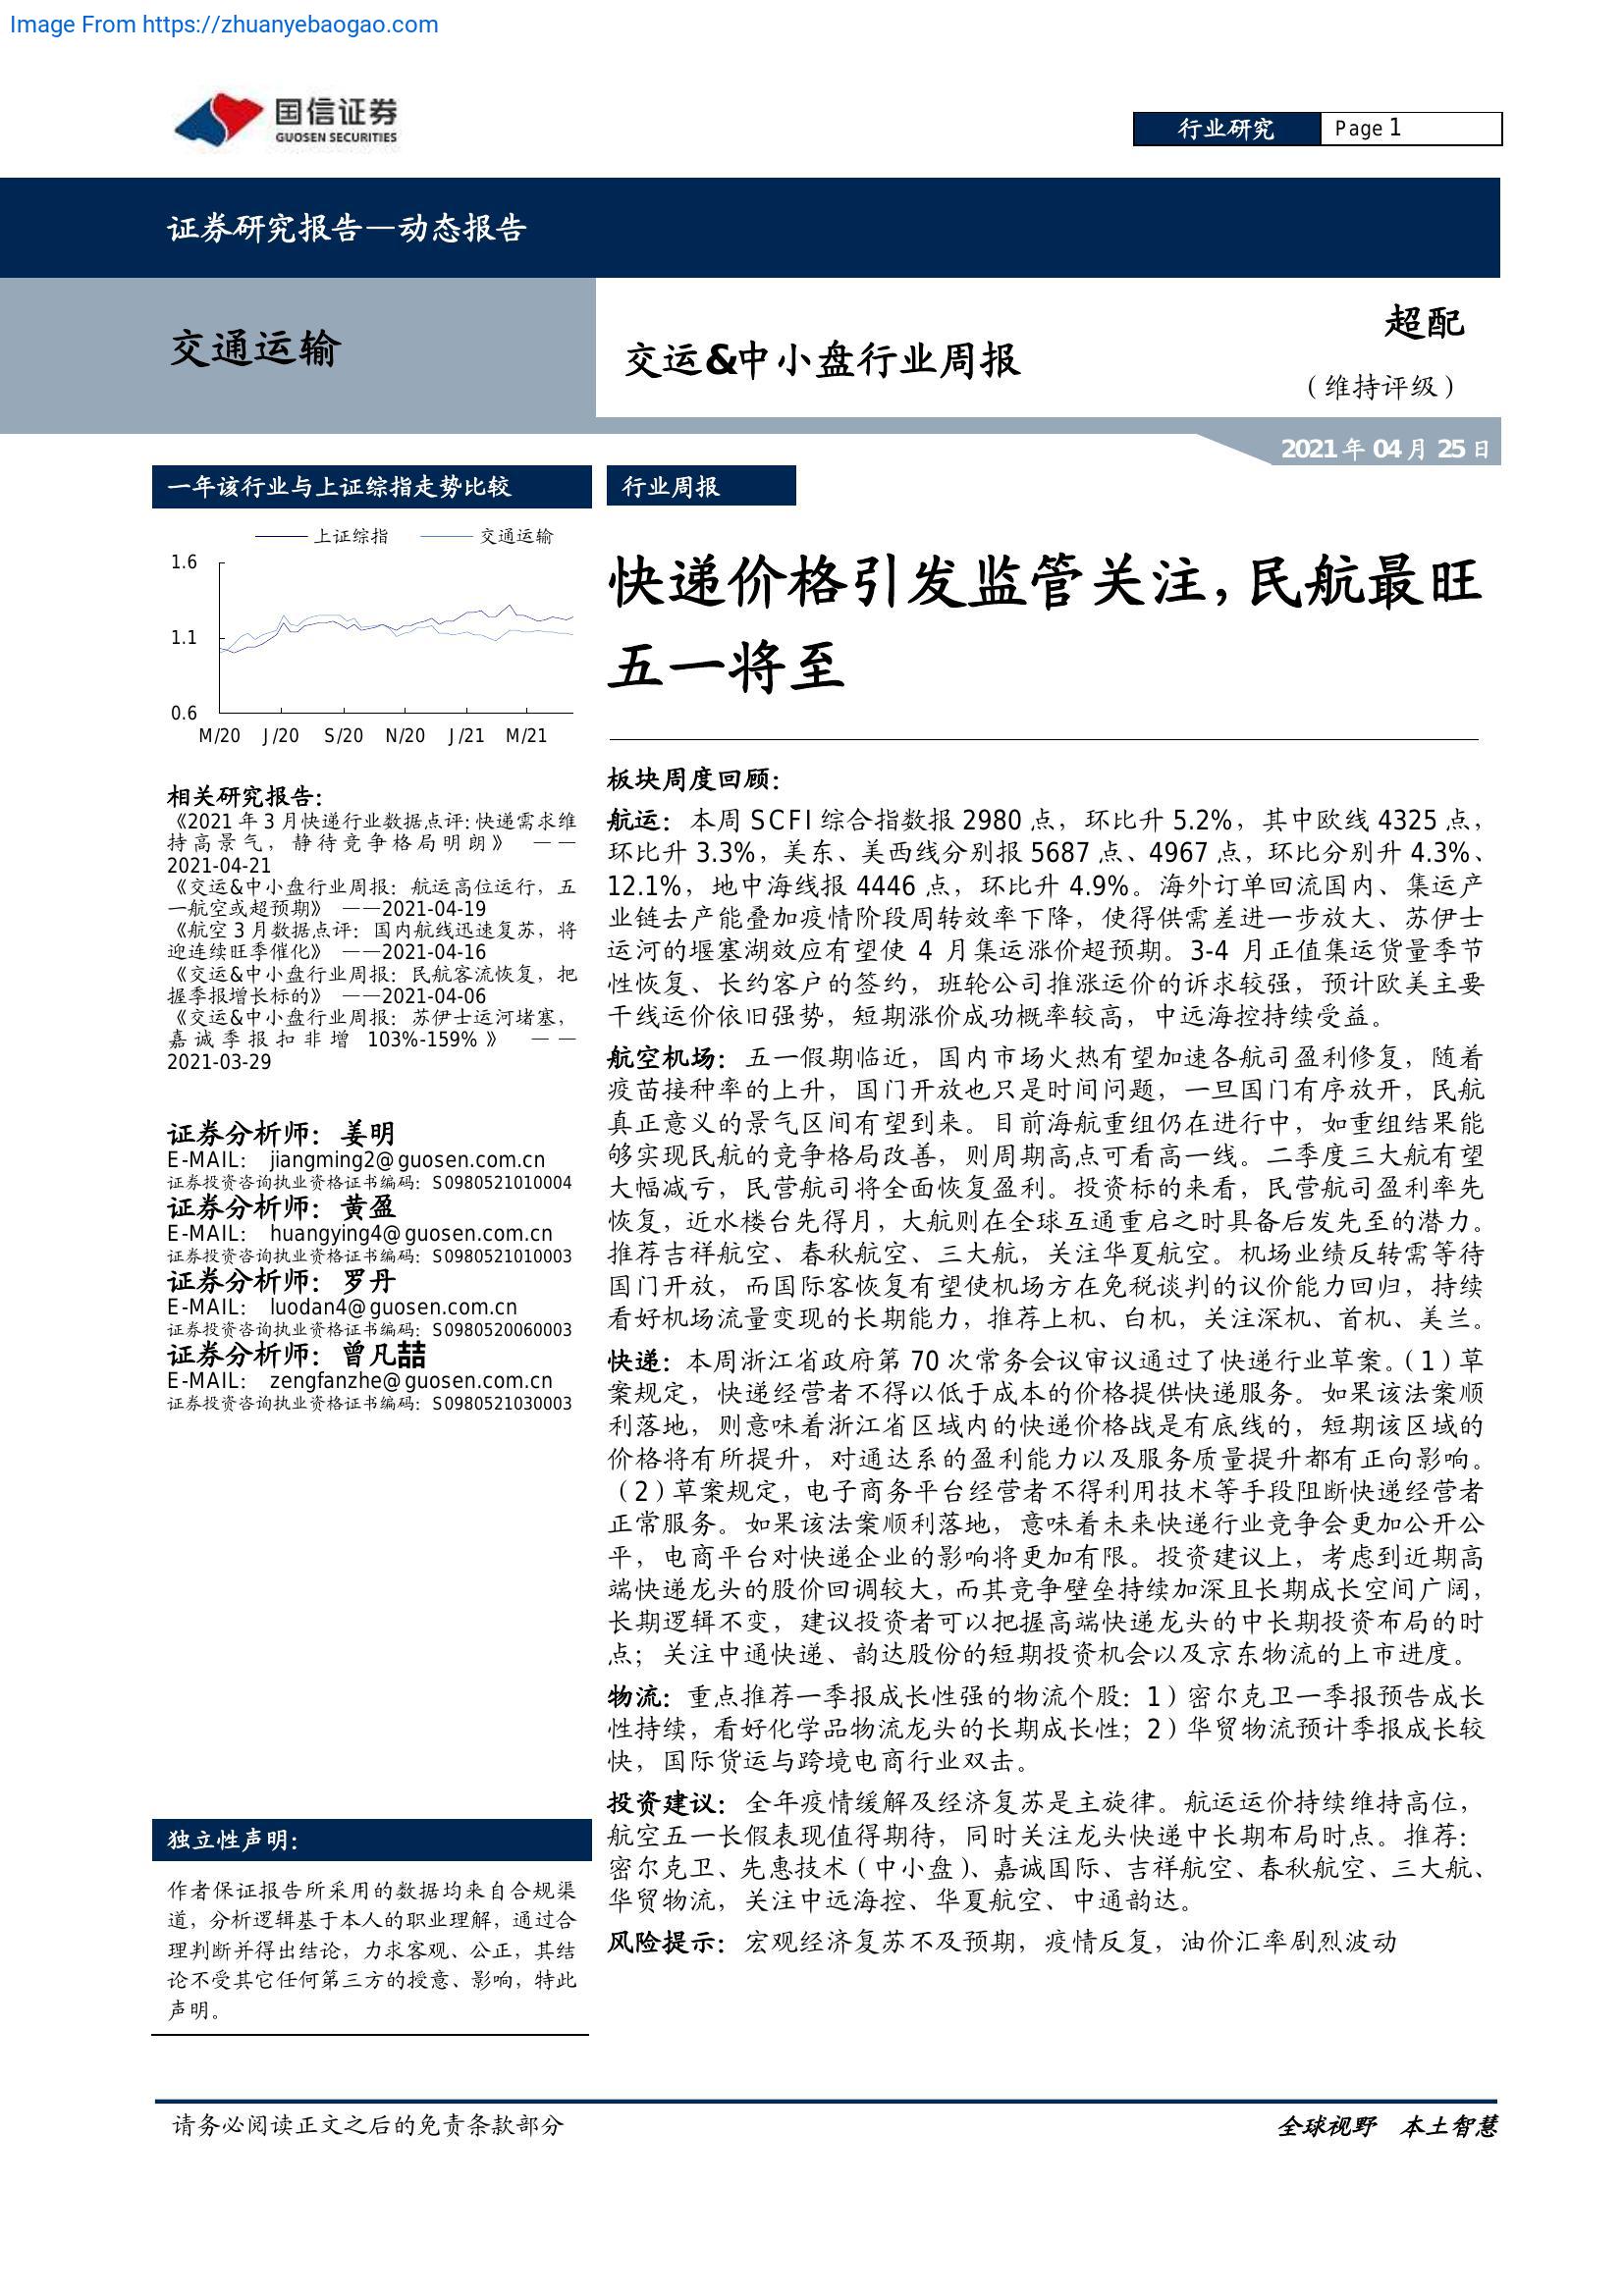 Image From https://zhuanyebaogao.com
国信证券
GUOSEN SECURITIES
行业研究
Page 1
证券研究报告—动态报告
交通运输
交运&中小盘行业周报
超配
（维持评级）
2021 年 04 月 25 日
一年该行业与上证综指走势比较
上证综指 交通运输
1.6
1.1
0.6
M/20 J/20 S/20 N/20 J/21 M/21
相关研究报告：
《2021 年 3 月快递行业数据点评:快递需求维
持高景气，静待竞争格局明朗》 ——
2021-04-21
《交运&中小盘行业周报：航运高位运行，五
一航空或超预期》 ——2021-04-19
《航空 3 月数据点评：国内航线迅速复苏，将
迎连续旺季催化》 ——2021-04-16
《交运&中小盘行业周报：民航客流恢复，把
握季报增长标的》 ——2021-04-06
《交运&中小盘行业周报：苏伊士运河堵塞，
嘉诚季报扣非增 103%-159%》 ——
2021-03-29
证券分析师：姜明
E-MAIL: jiangming2@guosen.com.cn
证券投资咨询执业资格证书编码：S0980521010004
证券分析师：黄盈
E-MAIL: huangying4@guosen.com.cn
证券投资咨询执业资格证书编码：S0980521010003
证券分析师：罗丹
E-MAIL: luodan4@guosen.com.cn
证券投资咨询执业资格证书编码：S0980520060003
证券分析师：曾凡喆
E-MAIL: zengfanzhe@guosen.com.cn
证券投资咨询执业资格证书编码：S0980521030003
独立性声明：
作者保证报告所采用的数据均来自合规渠
道，分析逻辑基于本人的职业理解，通过合
理判断并得出结论，力求客观、公正，其结
论不受其它任何第三方的授意、影响，特此
声明。
行业周报
快递价格引发监管关注，民航最旺
五一将至
板块周度回顾：
航运：本周 SCFI 综合指数报 2980 点，环比升 5.2%，其中欧线 4325 点，
环比升 3.3%，美东、美西线分别报 5687 点、4967 点，环比分别升 4.3%、
12.1%，地中海线报 4446 点，环比升 4.9%。海外订单回流国内、集运产
业链去产能叠加疫情阶段周转效率下降，使得供需差进一步放大、苏伊士
运河的堰塞湖效应有望使 4 月集运涨价超预期。3-4 月正值集运货量季节
性恢复、长约客户的签约，班轮公司推涨运价的诉求较强，预计欧美主要
干线运价依旧强势，短期涨价成功概率较高，中远海控持续受益。
航空机场：五一假期临近，国内市场火热有望加速各航司盈利修复，随着
疫苗接种率的上升，国门开放也只是时间问题，一旦国门有序放开，民航
真正意义的景气区间有望到来。目前海航重组仍在进行中，如重组结果能
够实现民航的竞争格局改善，则周期高点可看高一线。二季度三大航有望
大幅减亏，民营航司将全面恢复盈利。投资标的来看，民营航司盈利率先
恢复，近水楼台先得月，大航则在全球互通重启之时具备后发先至的潜力。
推荐吉祥航空、春秋航空、三大航，关注华夏航空。机场业绩反转需等待
国门开放，而国际客恢复有望使机场方在免税谈判的议价能力回归，持续
看好机场流量变现的长期能力，推荐上机、白机，关注深机、首机、美兰。
快递：本周浙江省政府第 70 次常务会议审议通过了快递行业草案。（1）草
案规定，快递经营者不得以低于成本的价格提供快递服务。如果该法案顺
利落地，则意味着浙江省区域内的快递价格战是有底线的，短期该区域的
价格将有所提升，对通达系的盈利能力以及服务质量提升都有正向影响。
（2）草案规定，电子商务平台经营者不得利用技术等手段阻断快递经营者
正常服务。如果该法案顺利落地，意味着未来快递行业竞争会更加公开公
平，电商平台对快递企业的影响将更加有限。投资建议上，考虑到近期高
端快递龙头的股价回调较大，而其竞争壁垒持续加深且长期成长空间广阔，
长期逻辑不变，建议投资者可以把握高端快递龙头的中长期投资布局的时
点；关注中通快递、韵达股份的短期投资机会以及京东物流的上市进度。
物流：重点推荐一季报成长性强的物流个股：1）密尔克卫一季报预告成长
性持续，看好化学品物流龙头的长期成长性；2）华贸物流预计季报成长较
快，国际货运与跨境电商行业双击。
投资建议：全年疫情缓解及经济复苏是主旋律。航运运价持续维持高位，
航空五一长假表现值得期待，同时关注龙头快递中长期布局时点。推荐：
密尔克卫、先惠技术（中小盘）、嘉诚国际、吉祥航空、春秋航空、三大航、
华贸物流，关注中远海控、华夏航空、中通韵达。
风险提示：宏观经济复苏不及预期，疫情反复，油价汇率剧烈波动
请务必阅读正文之后的免责条款部分
全球视野 本土智慧